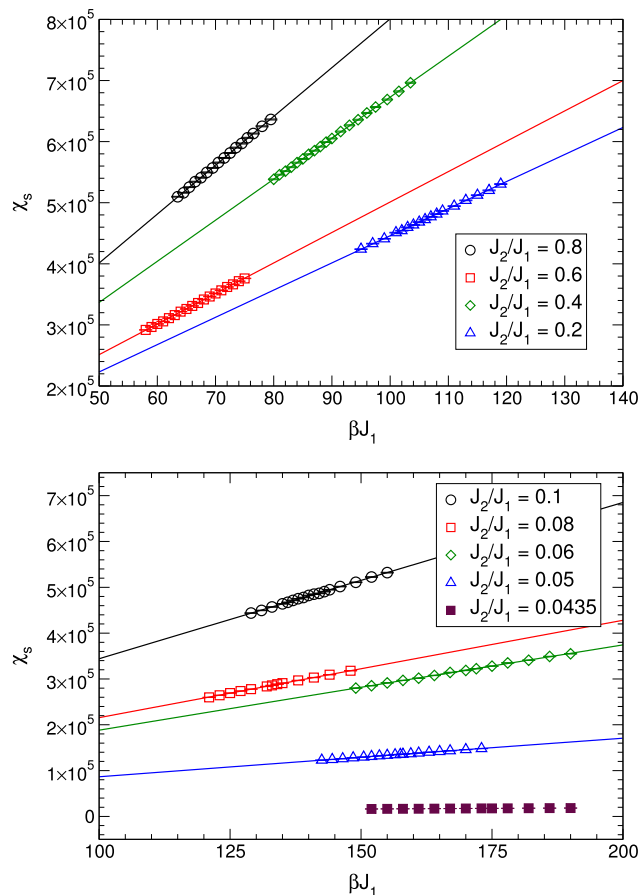 8×10⁵
7×10⁵
6×10⁵
5×10⁵
4×10⁵
3×10⁵
2×10⁵
χₛ
J₂/J₁ = 0.8
J₂/J₁ = 0.6
J₂/J₁ = 0.4
J₂/J₁ = 0.2
50 60 70 80 90 100 110 120 130 140
βJ₁
7×10⁵
6×10⁵
5×10⁵
4×10⁵
3×10⁵
2×10⁵
1×10⁵
0
χₛ
J₂/J₁ = 0.1
J₂/J₁ = 0.08
J₂/J₁ = 0.06
J₂/J₁ = 0.05
J₂/J₁ = 0.0435
100 125 150 175 200
βJ₁